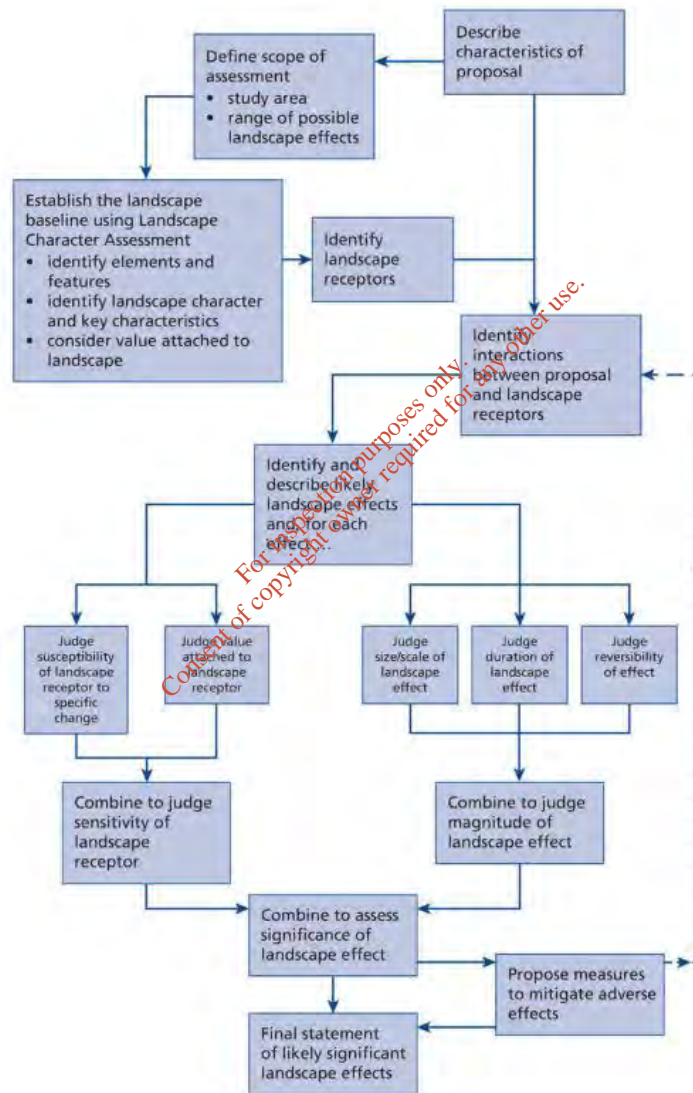 Describe
characteristics of
proposal
Define scope of
assessment
• study area
• range of possible
landscape effects
Establish the landscape
baseline using Landscape
Character Assessment
• identify elements and
features
• identify landscape character
and key characteristics
• consider value attached to
landscape
Identify
landscape
receptors
Identify
interactions
between proposal
and landscape
receptors
Identify and
describe likely
landscape effects
and, for each
effect…
Judge
susceptibility
of landscape
receptor to
specific
change
Judge value
attached to
landscape
receptor
Judge
size/scale of
landscape
effect
Judge
duration of
landscape
effect
Judge
reversibility
of effect
Combine to judge
sensitivity of
landscape
receptor
Combine to judge
magnitude of
landscape effect
Combine to assess
significance of
landscape effect
Propose measures
to mitigate adverse
effects
Final statement
of likely significant
landscape effects
For inspection purposes only.
Consent of copyright owner required for any other use.